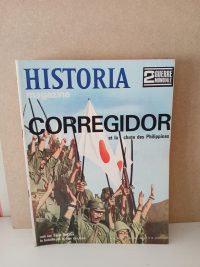 HISTORIA
magazine
2 GUERRE
MONDIALE
CORREGIDOR
et la chute des Philippines